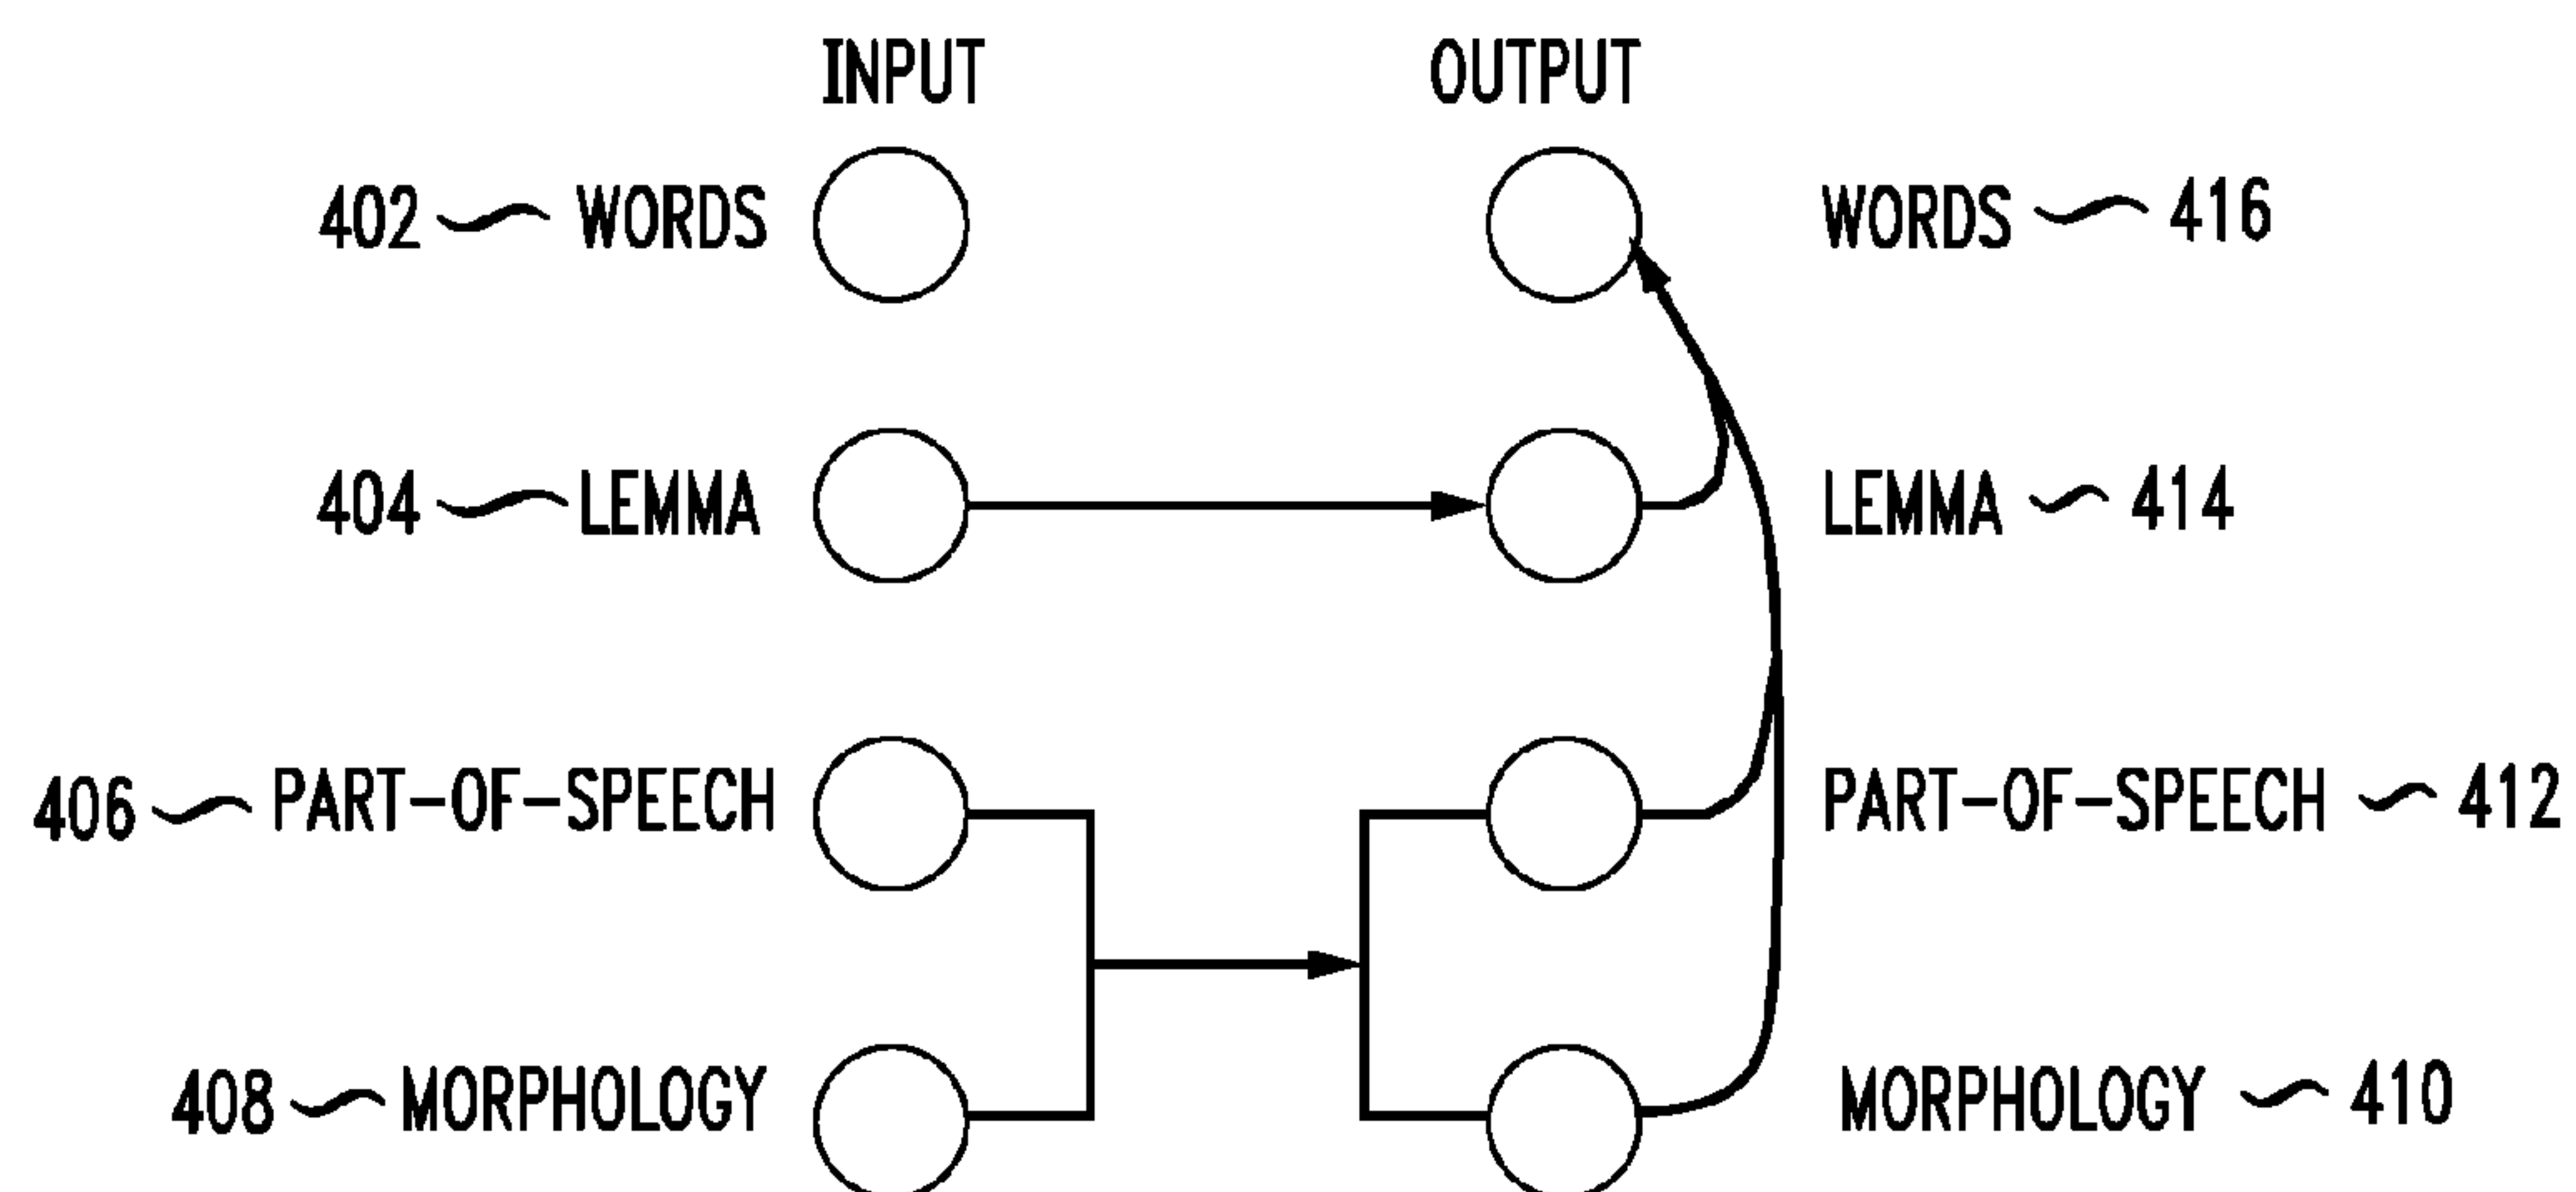 INPUT OUTPUT
402 WORDS WORDS 416
404 LEMMA LEMMA 414
406 PART-OF-SPEECH PART-OF-SPEECH 412
408 MORPHOLOGY MORPHOLOGY 410